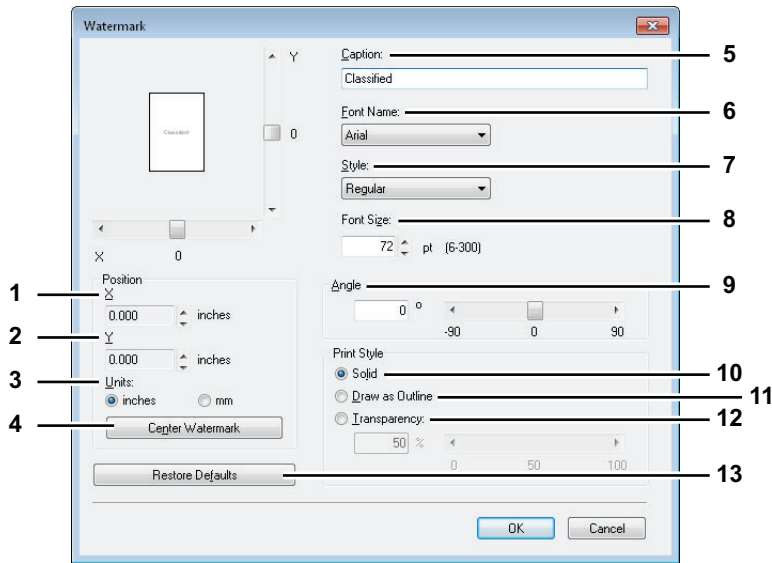 Watermark
Y
0
X 0
Caption:
Classified
Font Name:
Arial
Style:
Regular
Font Size:
72 pt (6-300)
Position
X
0.000 inches
Y
0.000 inches
Units:
inches mm
Center Watermark
Restore Defaults
Angle
0 °
-90 0 90
Print Style
Solid
Draw as Outline
Transparency:
50 %
0 50 100
OK Cancel
1
2
3
4
5
6
7
8
9
10
11
12
13